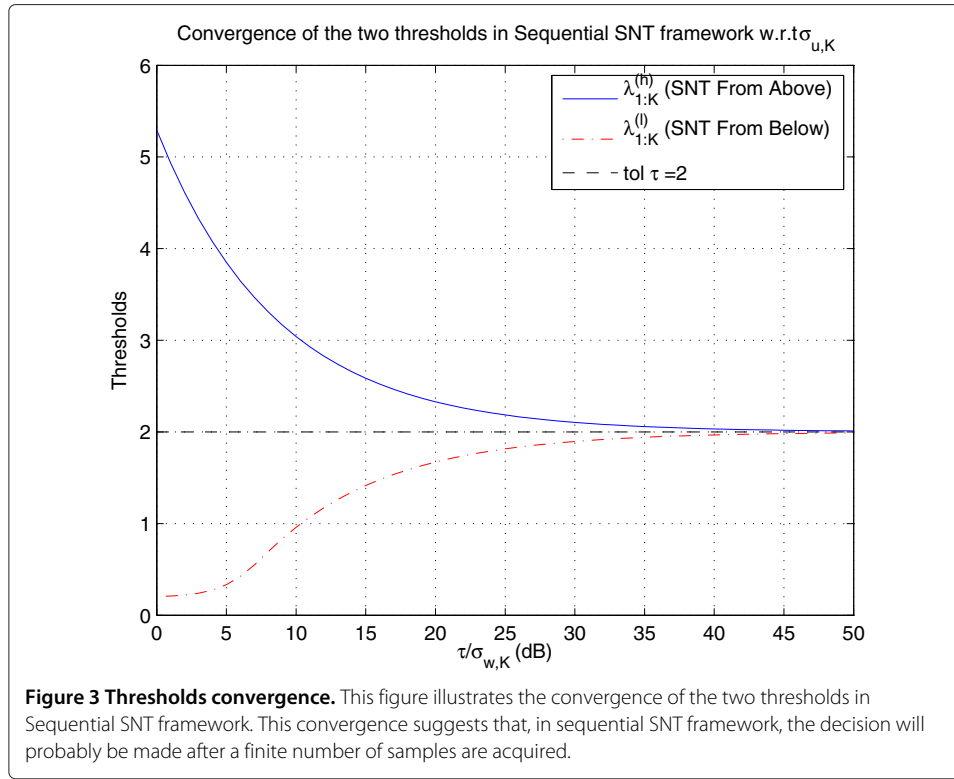 Convergence of the two thresholds in Sequential SNT framework w.r.tσ_{u,K}
6
5
4
3
2
1
0
Thresholds
λ_{1:K}^{(h)} (SNT From Above)
λ_{1:K}^{(l)} (SNT From Below)
tol τ =2
0 5 10 15 20 25 30 35 40 45 50
τ/σ_{w,K} (dB)
Figure 3 Thresholds convergence. This figure illustrates the convergence of the two thresholds in
Sequential SNT framework. This convergence suggests that, in sequential SNT framework, the decision will
probably be made after a finite number of samples are acquired.